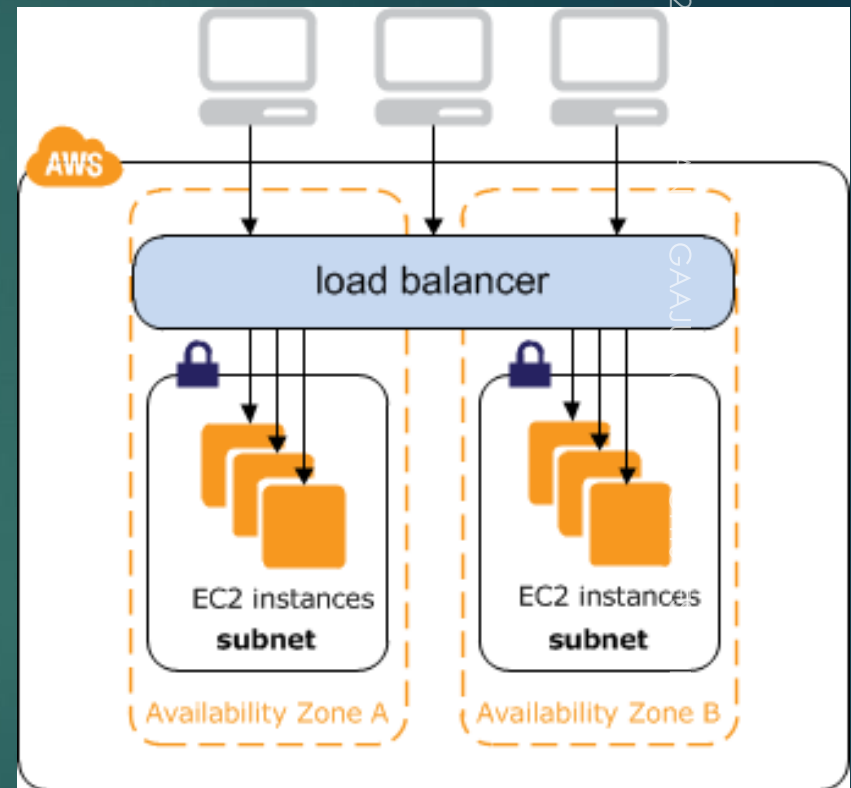 AWS
load balancer
EC2 instances
subnet
Availability Zone A
EC2 instances
subnet
Availability Zone B